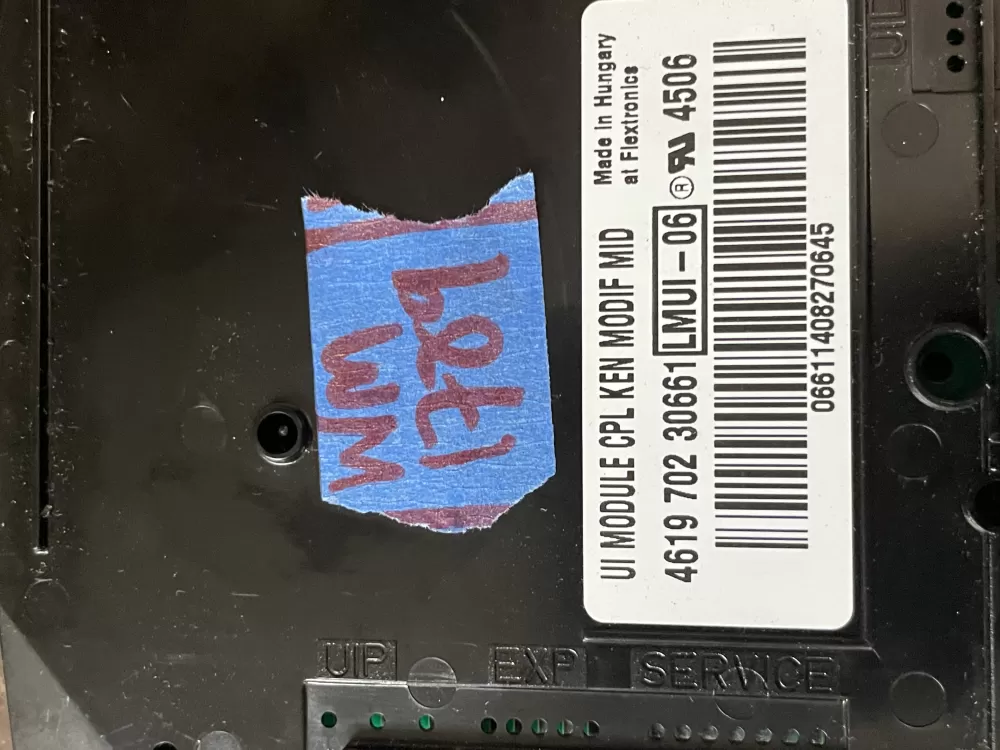 WM
UI MODULE CPL KEN MODIF MID
Made in Hungary
at Flextronics
4619 702 30661 LMUI-06 ® 4506
06611408270645
UIP EXP SERVICE